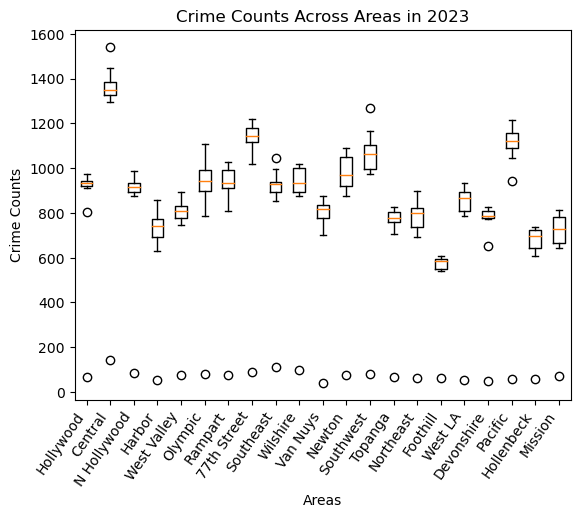 Crime Counts Across Areas in 2023
Crime Counts
1600
1400
1200
1000
800
600
400
200
0
Hollywood
Central
N Hollywood
Harbor
West Valley
Olympic
Rampart
77th Street
Southeast
Wilshire
Van Nuys
Newton
Southwest
Topanga
Northeast
Foothill
West LA
Devonshire
Pacific
Hollenbeck
Mission
Areas